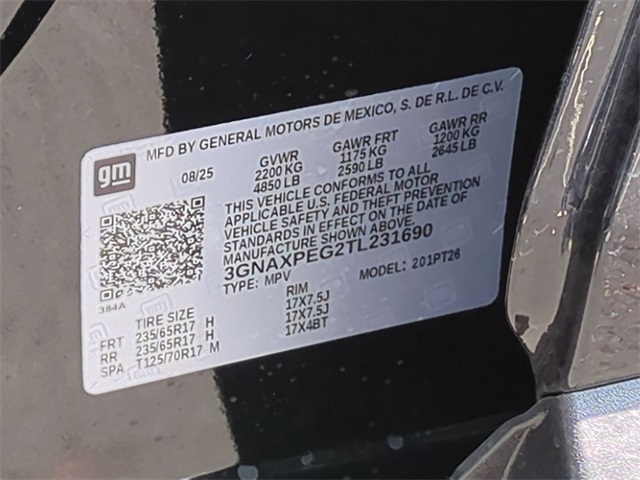 gm
MFD BY GENERAL MOTORS DE MEXICO, S. DE R.L. DE C.V.
08/25 GVWR GAWR FRT GAWR RR
2200 KG 1175 KG 1200 KG
4850 LB 2590 LB 2645 LB
THIS VEHICLE CONFORMS TO ALL
APPLICABLE U.S. FEDERAL MOTOR
VEHICLE SAFETY AND THEFT PREVENTION
STANDARDS IN EFFECT ON THE DATE OF
MANUFACTURE SHOWN ABOVE.
3GNAXPEG2TL231690
TYPE: MPV MODEL: 201PT26
384A
TIRE SIZE RIM
FRT 235/65R17 H 17X7.5J
RR 235/65R17 H 17X7.5J
SPA T125/70R17 M 17X4BT